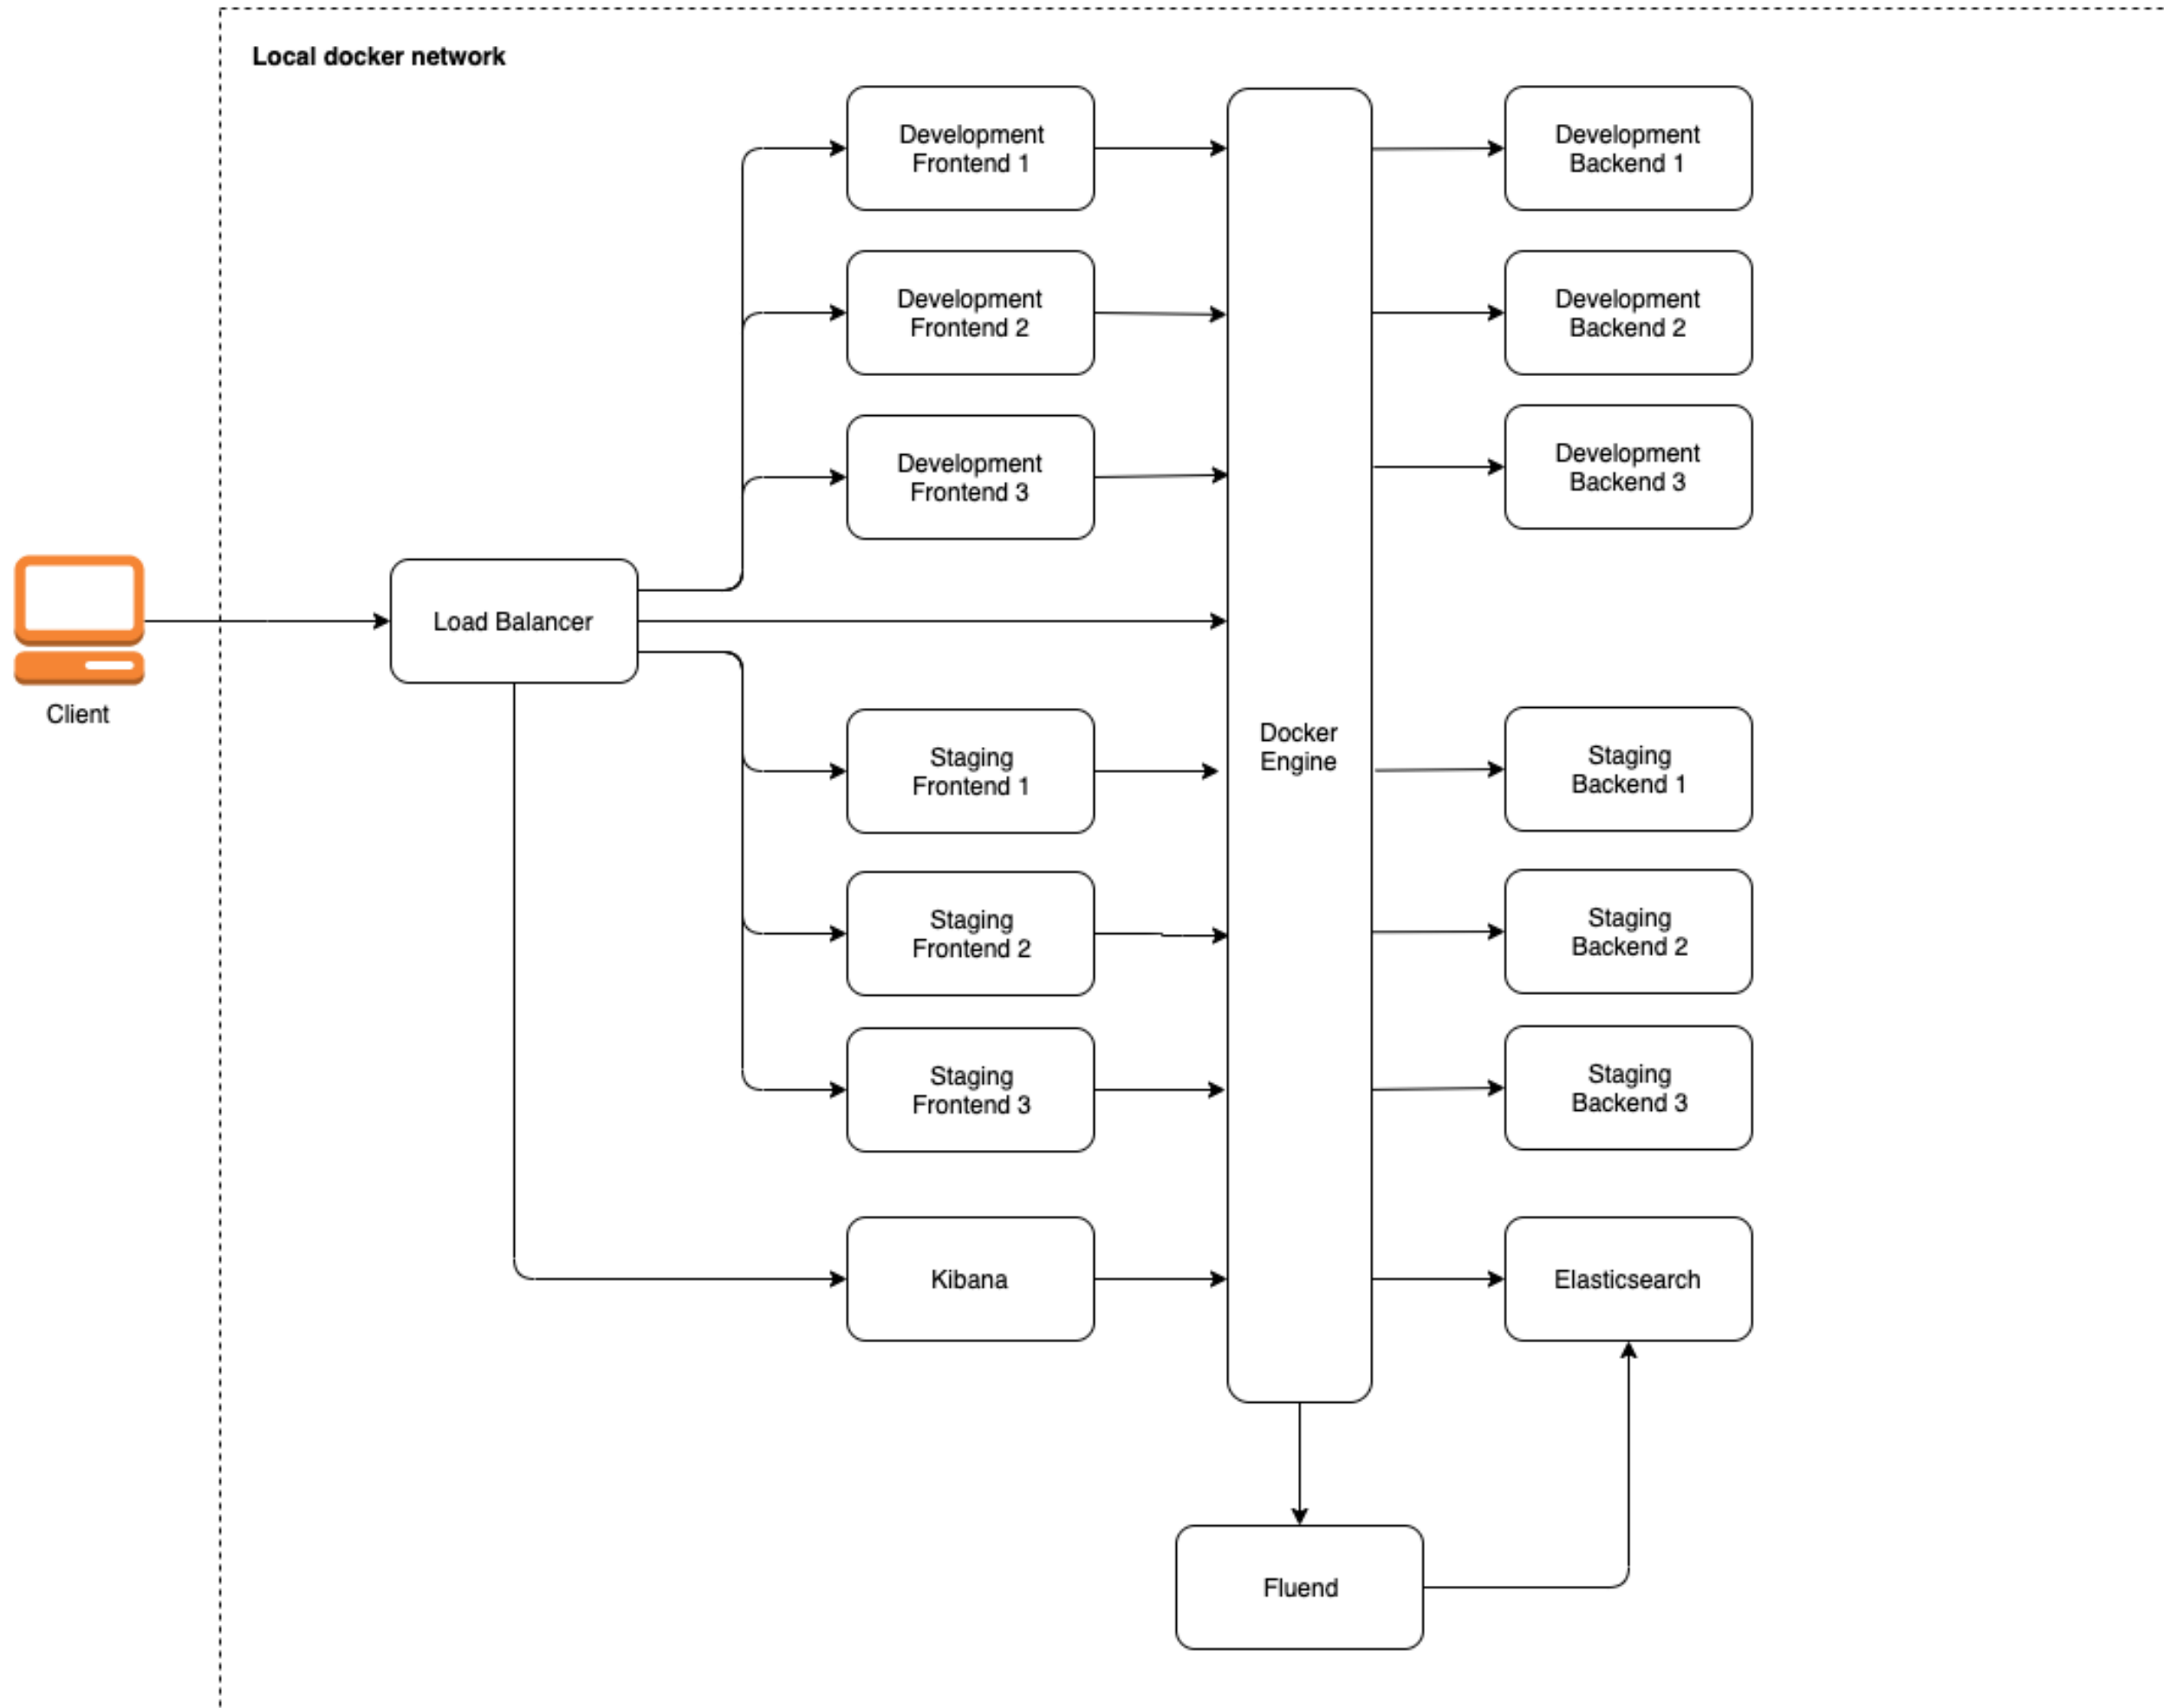 Local docker network
Development
Frontend 1
Development
Backend 1
Development
Frontend 2
Development
Backend 2
Development
Frontend 3
Development
Backend 3
Load Balancer
Client
Docker
Engine
Staging
Frontend 1
Staging
Backend 1
Staging
Frontend 2
Staging
Backend 2
Staging
Frontend 3
Staging
Backend 3
Kibana
Elasticsearch
Fluend